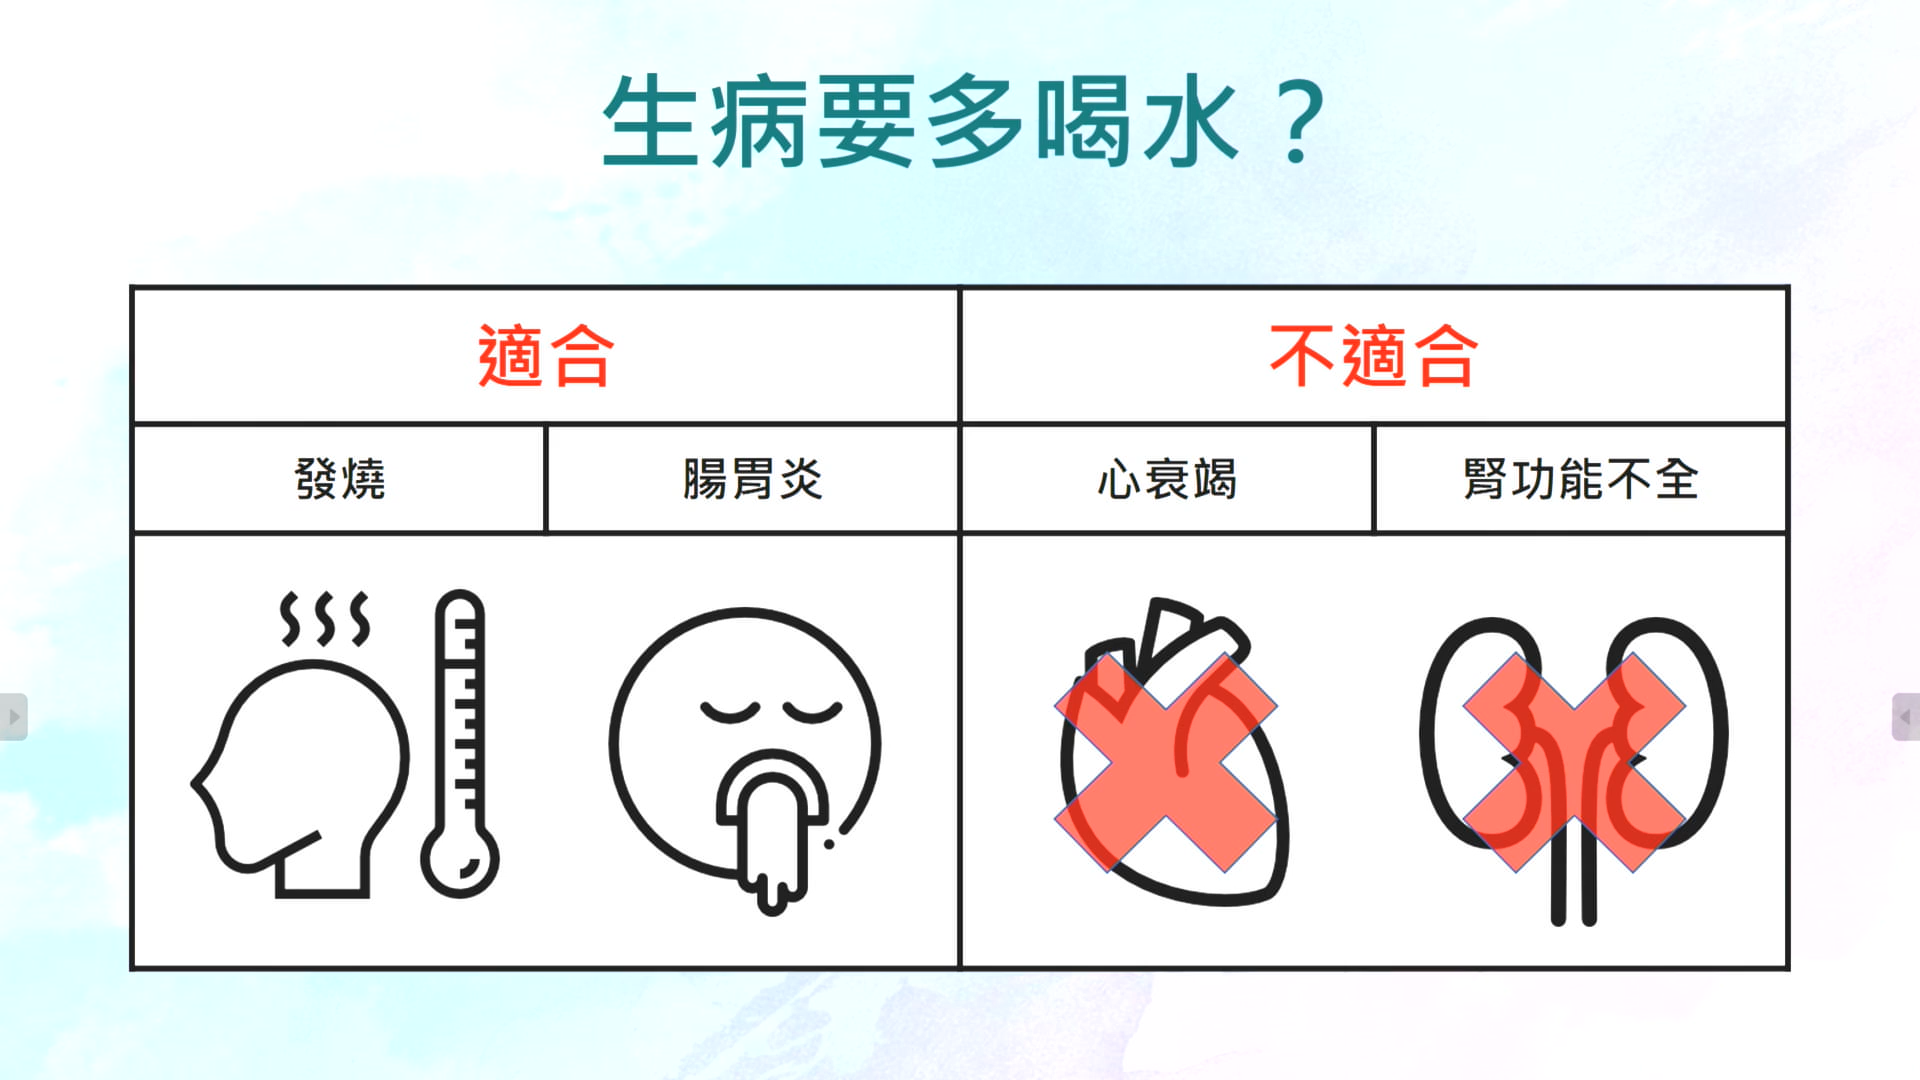 生病要多喝水？
適合
不適合
發燒
腸胃炎
心衰竭
腎功能不全